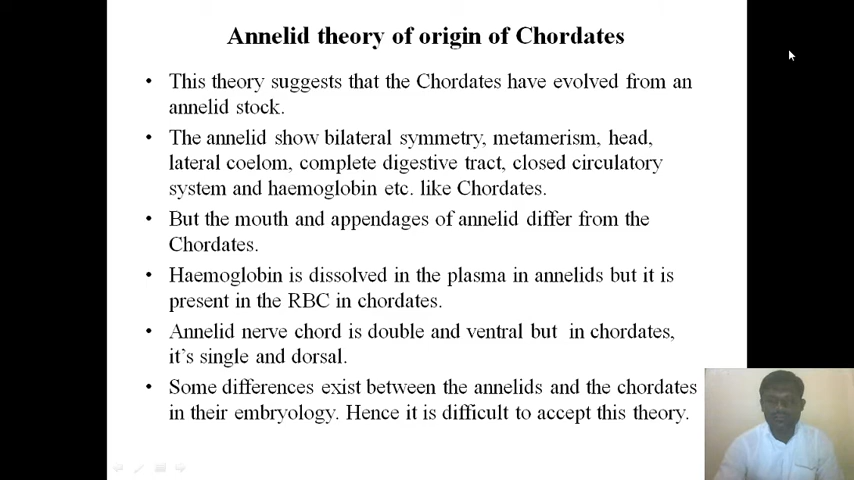 Annelid theory of origin of Chordates
• This theory suggests that the Chordates have evolved from an
annelid stock.
• The annelid show bilateral symmetry, metamerism, head,
lateral coelom, complete digestive tract, closed circulatory
system and haemoglobin etc. like Chordates.
• But the mouth and appendages of annelid differ from the
Chordates.
• Haemoglobin is dissolved in the plasma in annelids but it is
present in the RBC in chordates.
• Annelid nerve chord is double and ventral but in chordates,
it’s single and dorsal.
• Some differences exist between the annelids and the chordates
in their embryology. Hence it is difficult to accept this theory.